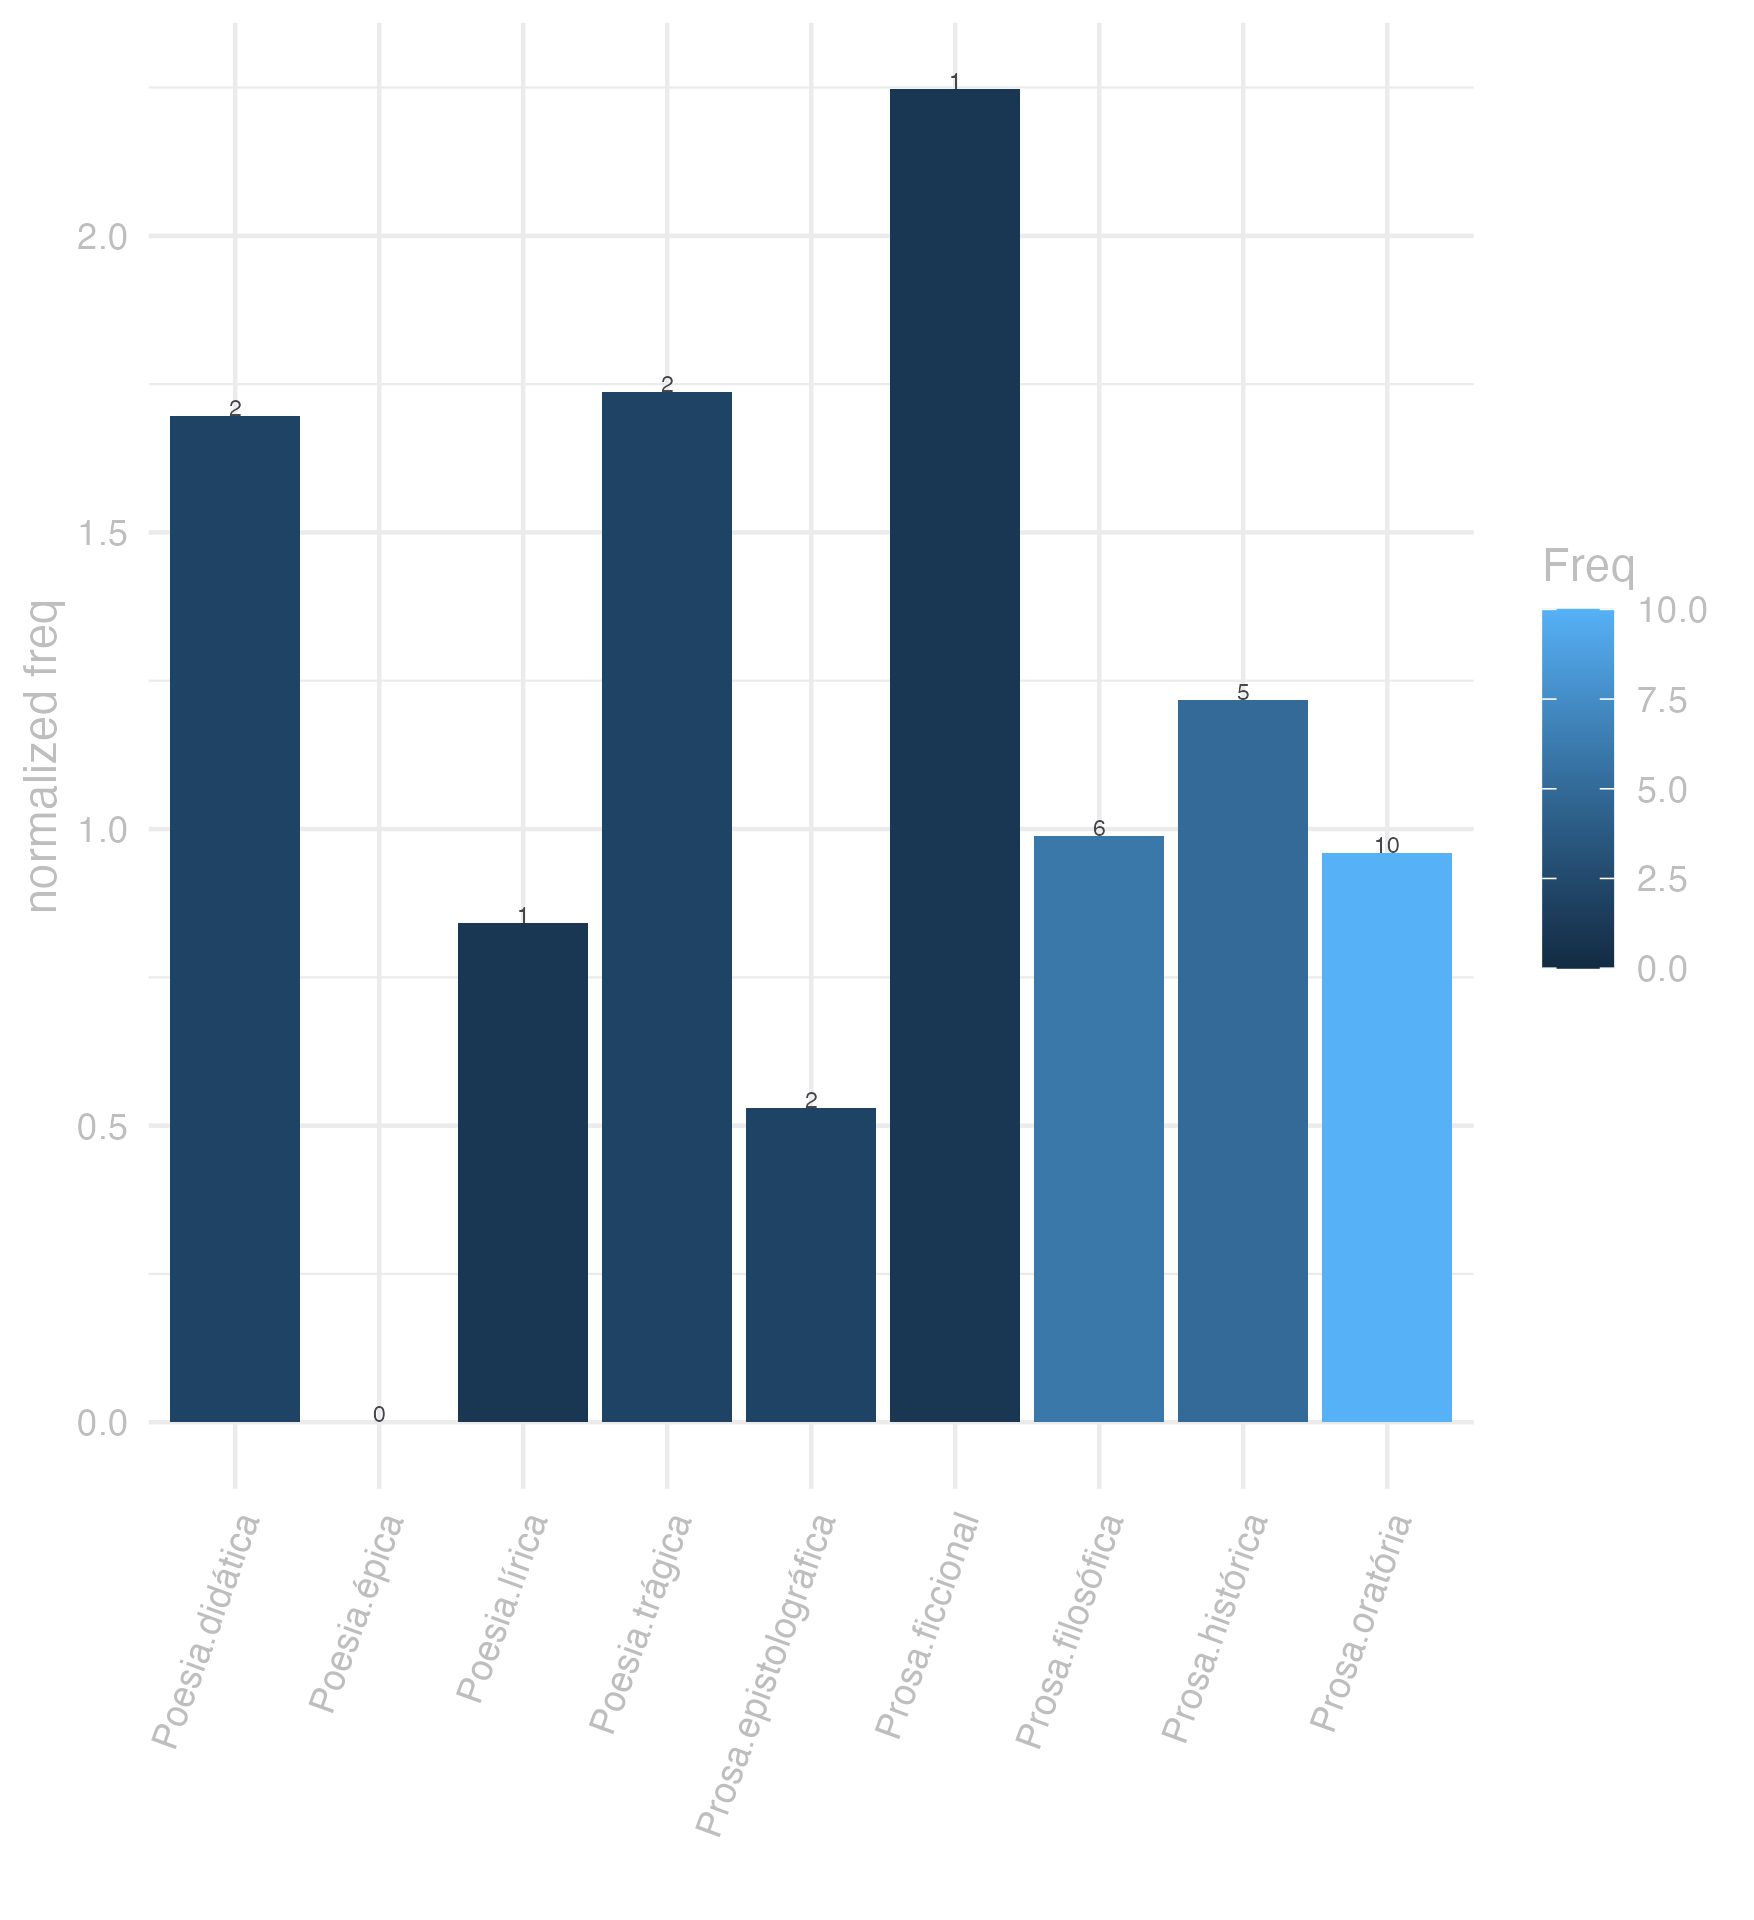 normalized freq
2.0
1.5
1.0
0.5
0.0
2
0
1
2
2
1
6
5
10
Poesia.didática
Poesia.épica
Poesia.lírica
Poesia.trágica
Prosa.epistolográfica
Prosa.ficcional
Prosa.filosófica
Prosa.histórica
Prosa.oratória
Freq
10.0
7.5
5.0
2.5
0.0